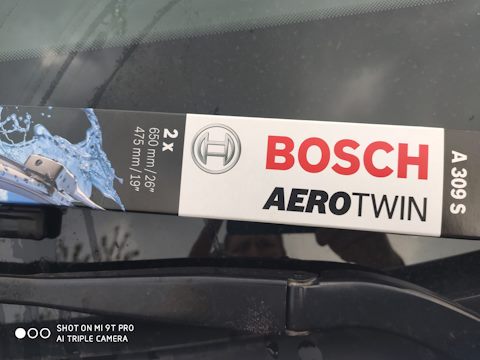 2 x
650 mm / 26"
475 mm / 19"
BOSCH
AEROTWIN
A 309 S
SHOT ON MI 9T PRO
AI TRIPLE CAMERA